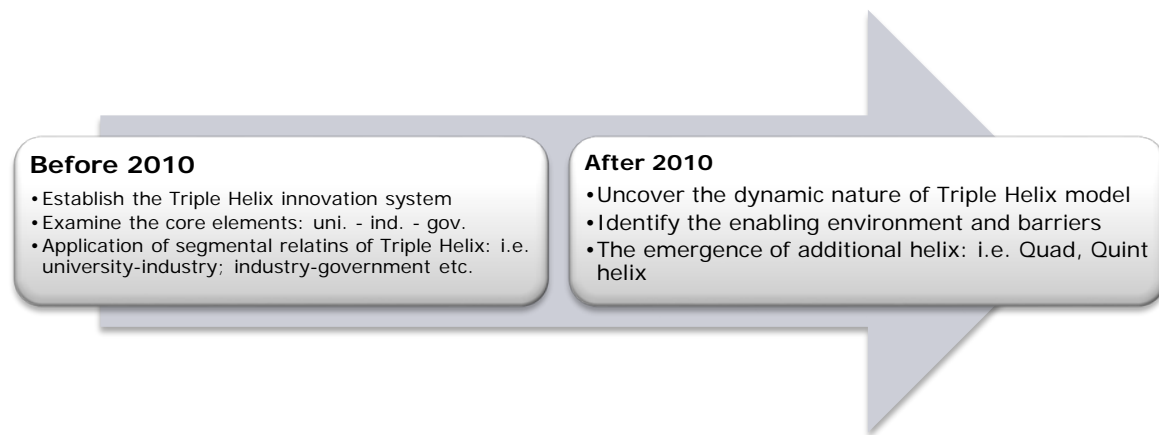 Before 2010
•Establish the Triple Helix innovation system
•Examine the core elements: uni. - ind. - gov.
•Application of segmental relatins of Triple Helix: i.e.
university-industry; industry-government etc.
After 2010
•Uncover the dynamic nature of Triple Helix model
•Identify the enabling environment and barriers
•The emergence of additional helix: i.e. Quad, Quint
helix